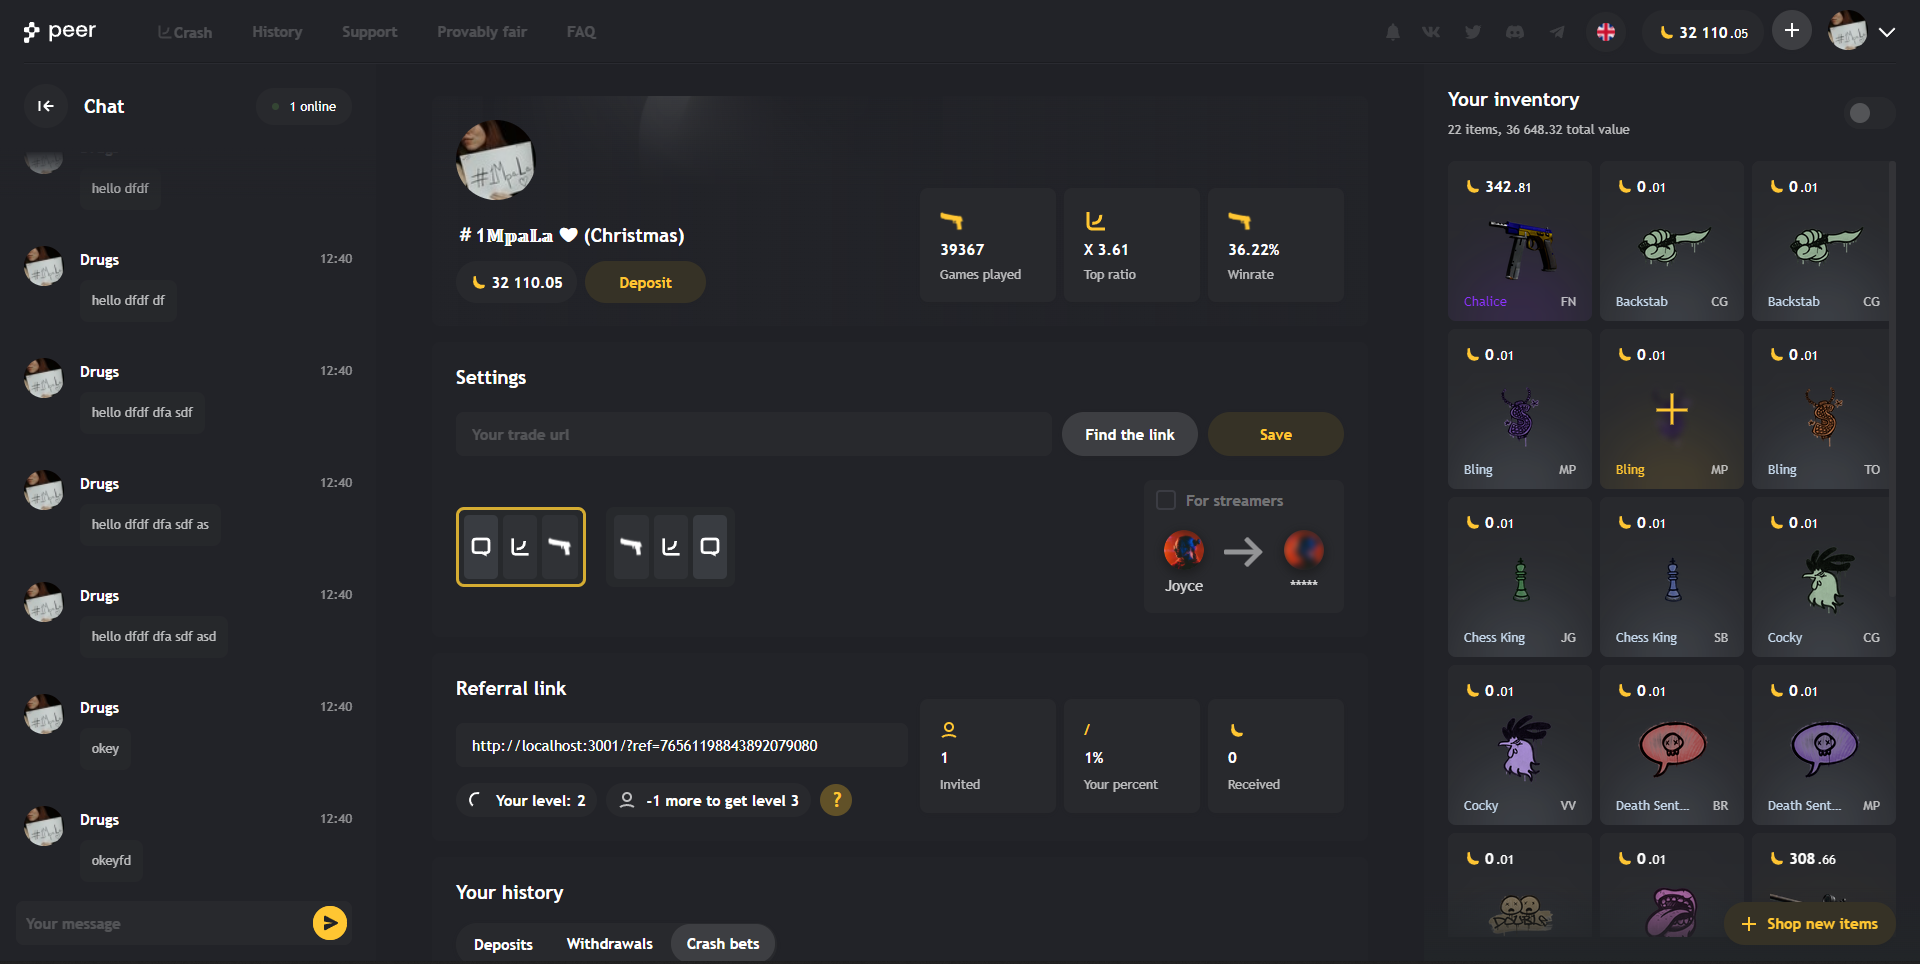 peer
Crash
History
Support
Provably fair
FAQ
32 110.05
Chat
1 online
hello dfdf
Drugs
12:40
hello dfdf df
Drugs
12:40
hello dfdf dfa sdf
Drugs
12:40
hello dfdf dfa sdf as
Drugs
12:40
hello dfdf dfa sdf asd
Drugs
12:40
okey
Drugs
12:40
okeyfd
Your message
#1MpaLa
# 1𝕄𝕡𝕒𝕃𝕒 🤍 (Christmas)
32 110.05
Deposit
39367
Games played
X 3.61
Top ratio
36.22%
Winrate
Settings
Your trade url
Find the link
Save
For streamers
Joyce
*****
Referral link
http://localhost:3001/?ref=76561198843892079080
Your level: 2
-1 more to get level 3
?
1
Invited
1%
Your percent
0
Received
Your history
Deposits
Withdrawals
Crash bets
Your inventory
22 items, 36 648.32 total value
342.81
Chalice FN
0.01
Backstab CG
0.01
Backstab CG
0.01
Bling MP
0.01
Bling MP
0.01
Bling TO
0.01
Chess King JG
0.01
Chess King SB
0.01
Cocky CG
0.01
Cocky VV
0.01
Death Sent... BR
0.01
Death Sent... MP
0.01
0.01
308.66
Shop new items